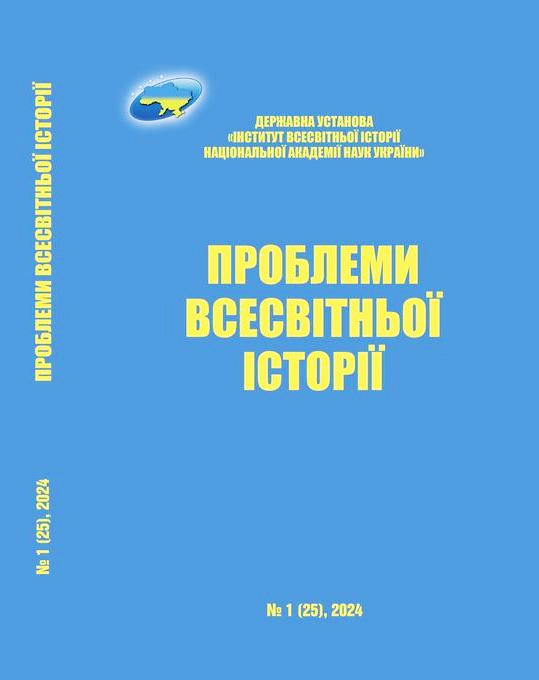 ПРОБЛЕМИ ВСЕСВІТНЬОЇ ІСТОРІЇ
№ 1 (25), 2024
ДЕРЖАВНА УСТАНОВА
«ІНСТИТУТ ВСЕСВІТНЬОЇ ІСТОРІЇ
НАЦІОНАЛЬНОЇ АКАДЕМІЇ НАУК УКРАЇНИ»
ПРОБЛЕМИ
ВСЕСВІТНЬОЇ
ІСТОРІЇ
№ 1 (25), 2024